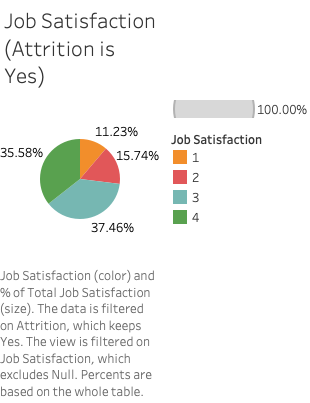 Job Satisfaction
(Attrition is
Yes)
100.00%
Job Satisfaction
1
2
3
4
11.23%
35.58%
15.74%
37.46%
Job Satisfaction (color) and
% of Total Job Satisfaction
(size). The data is filtered
on Attrition, which keeps
Yes. The view is filtered on
Job Satisfaction, which
excludes Null. Percents are
based on the whole table.